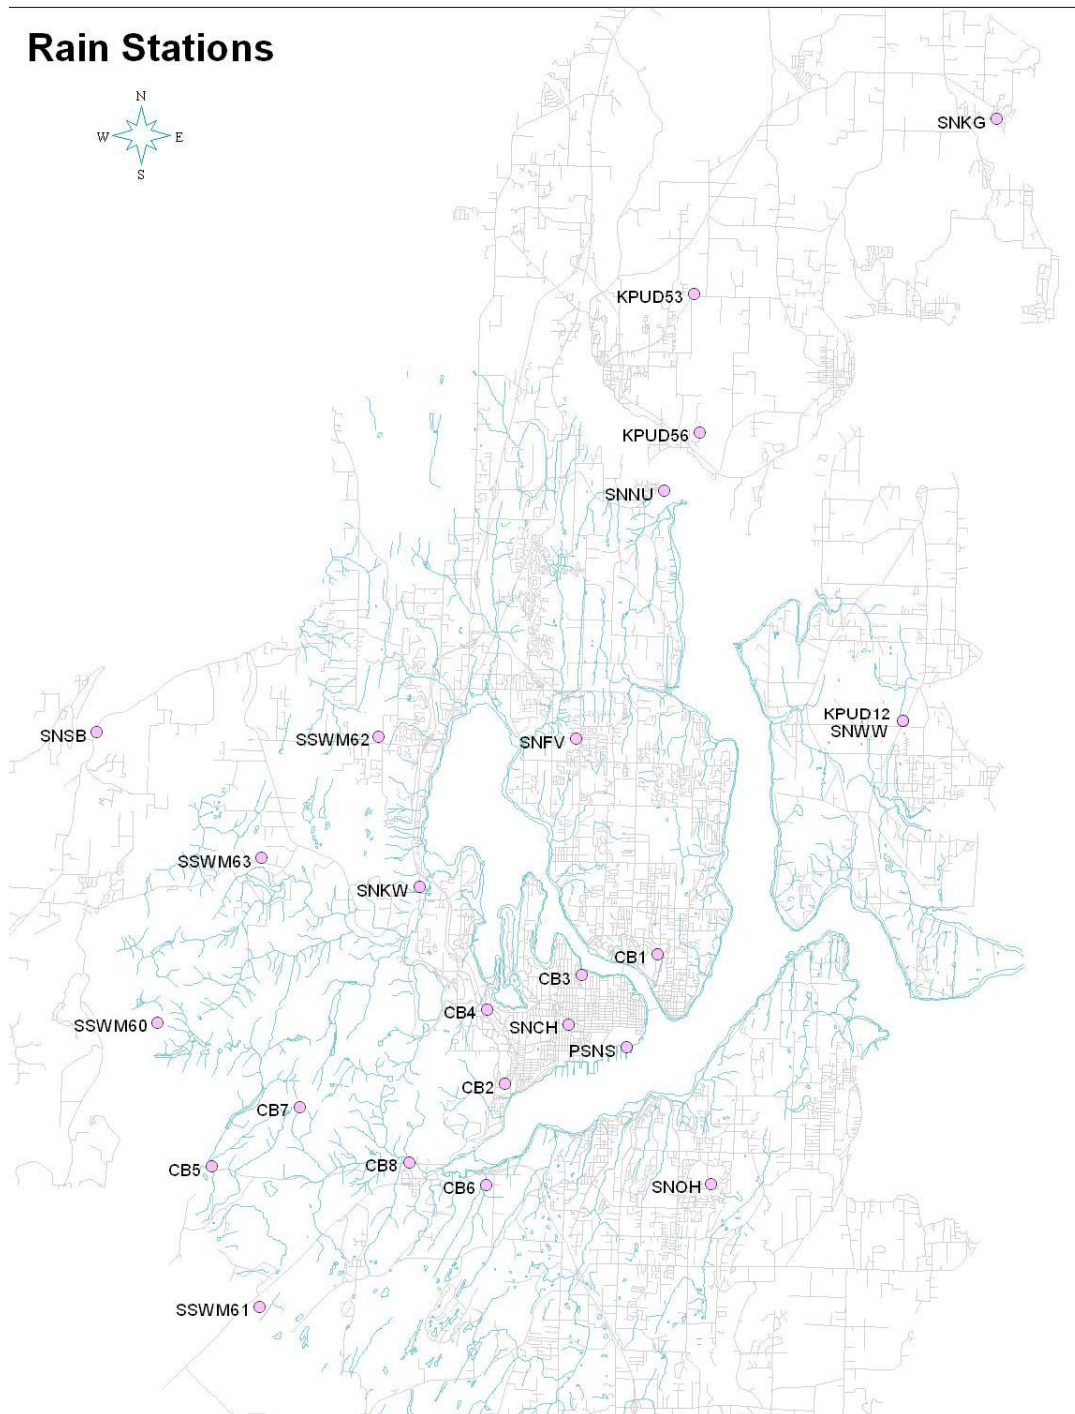 Rain Stations
N
W E
S
SNKG
KPUD53
KPUD56
SNNU
KPUD12
SNWW
SNSB
SSWM62
SNFV
SSWM63
SNKW
CB1
CB3
CB4
SSWM60
SNCH
PSNS
CB2
CB7
CB8
CB5
CB6
SNOH
SSWM61